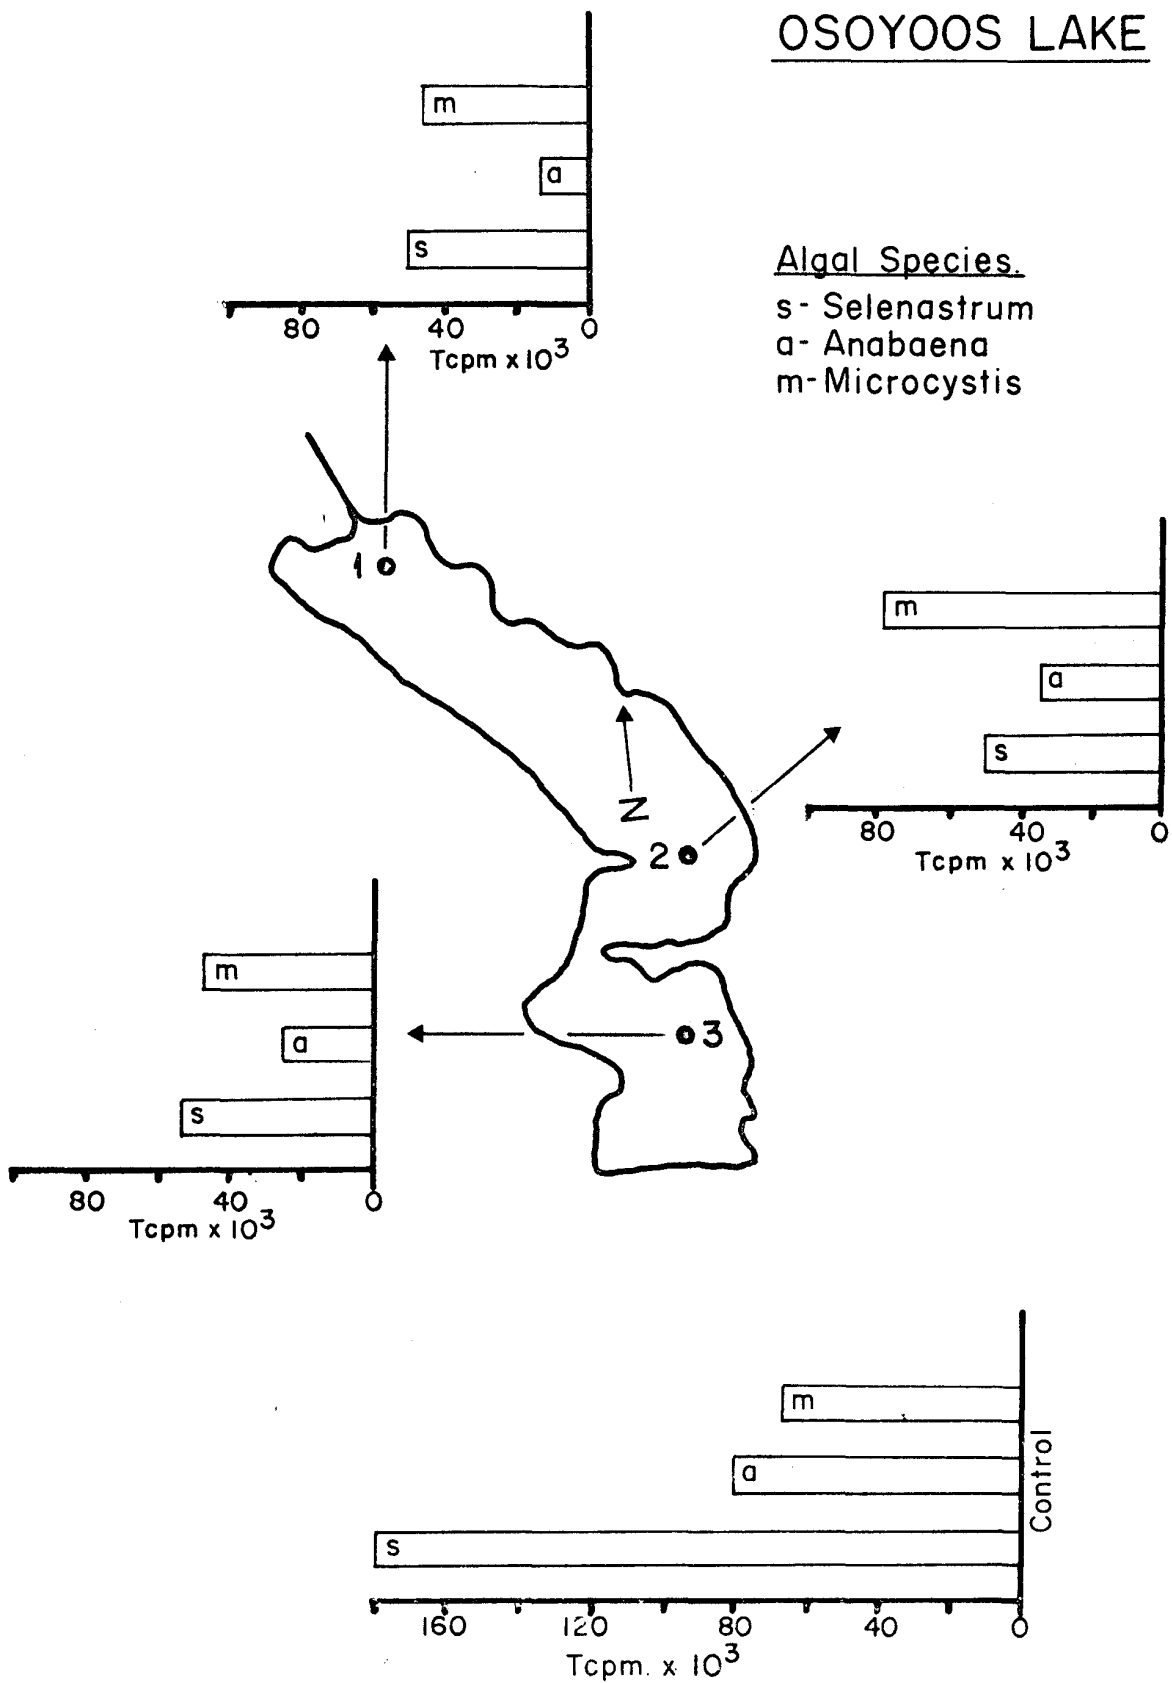 OSOYOOS LAKE
m
a
s
80 40 0
Tcpm x 10³
Algal Species.
s- Selenastrum
a- Anabaena
m- Microcystis
1
m
a
s
80 40 0
Tcpm x 10³
N
2
m
a
s
80 40 0
Tcpm x 10³
3
m
a
s
Control
160 120 80 40 0
Tcpm. x 10³